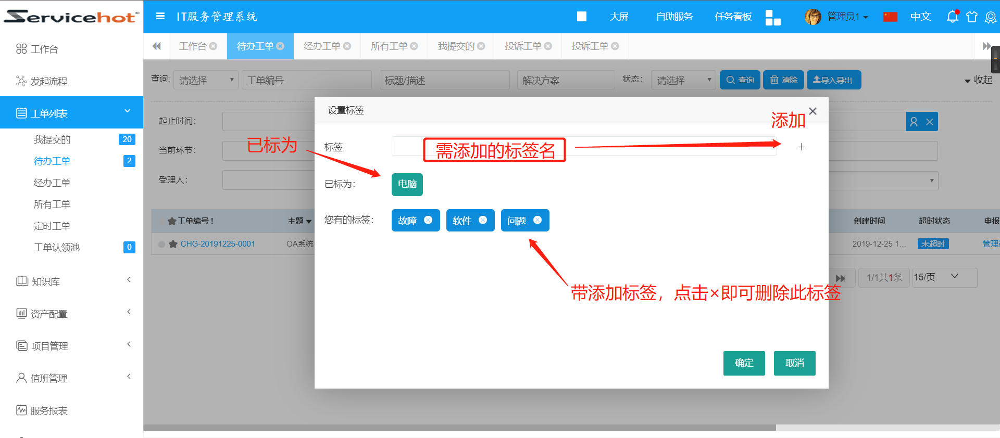 Servicehot
IT服务管理系统
大屏
自助服务
任务看板
管理员1
中文
工作台
待办工单
经办工单
所有工单
我提交的
投诉工单
投诉工单
工作台
发起流程
工单列表
我提交的 20
待办工单 2
经办工单
所有工单
定时工单
工单认领池 0
知识库
资产配置
项目管理
值班管理
服务报表
查询: 请选择 工单编号 标题/描述 解决方案 状态: 请选择 查询 清除 导入导出 收起
起止时间:
当前环节:
受理人:
工单编号! 主题 创建时间 超时状态 申报
CHG-20191225-0001 OA系统 2019-12-25 1... 未超时 管理员
1/1共1条 15/页
设置标签
添加
标签
需添加的标签名
已标为
已标为: 电脑
您有的标签: 故障 软件 问题
带添加标签，点击×即可删除此标签
确定 取消